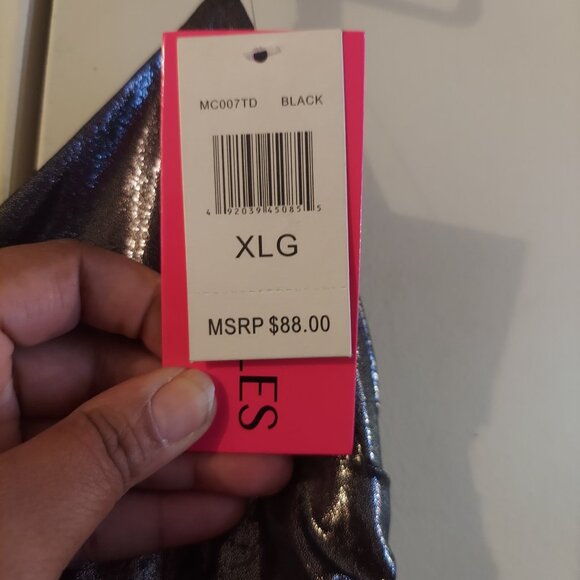 MC007TD BLACK
4 92039 45085 5
XLG
MSRP $88.00
LES